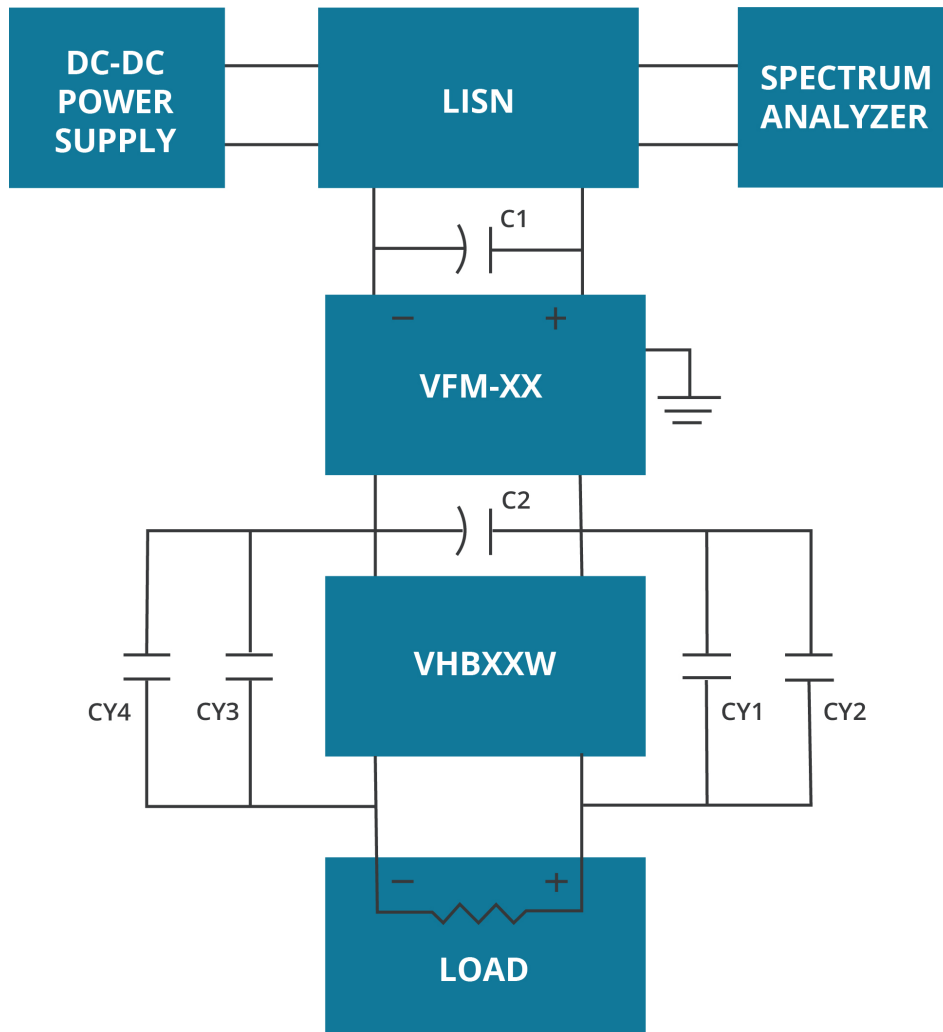 DC-DC
POWER
SUPPLY
LISN
SPECTRUM
ANALYZER
C1
− +
VFM-XX
C2
VHBXXW
CY4
CY3
CY1
CY2
− +
LOAD